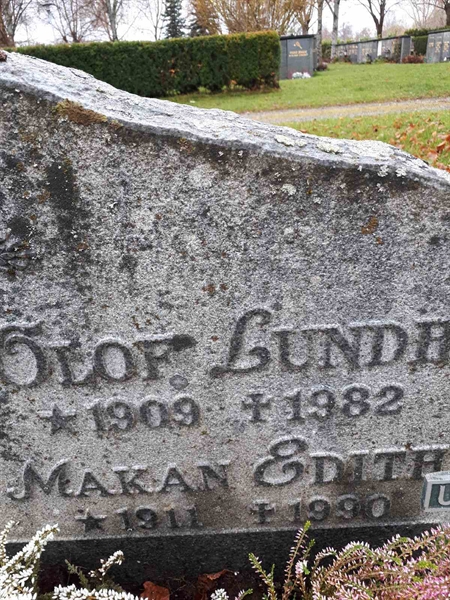 Olof. Lundh
★ 1909 ✝ 1982
Makan Edith
★ 1911 ✝ 1990